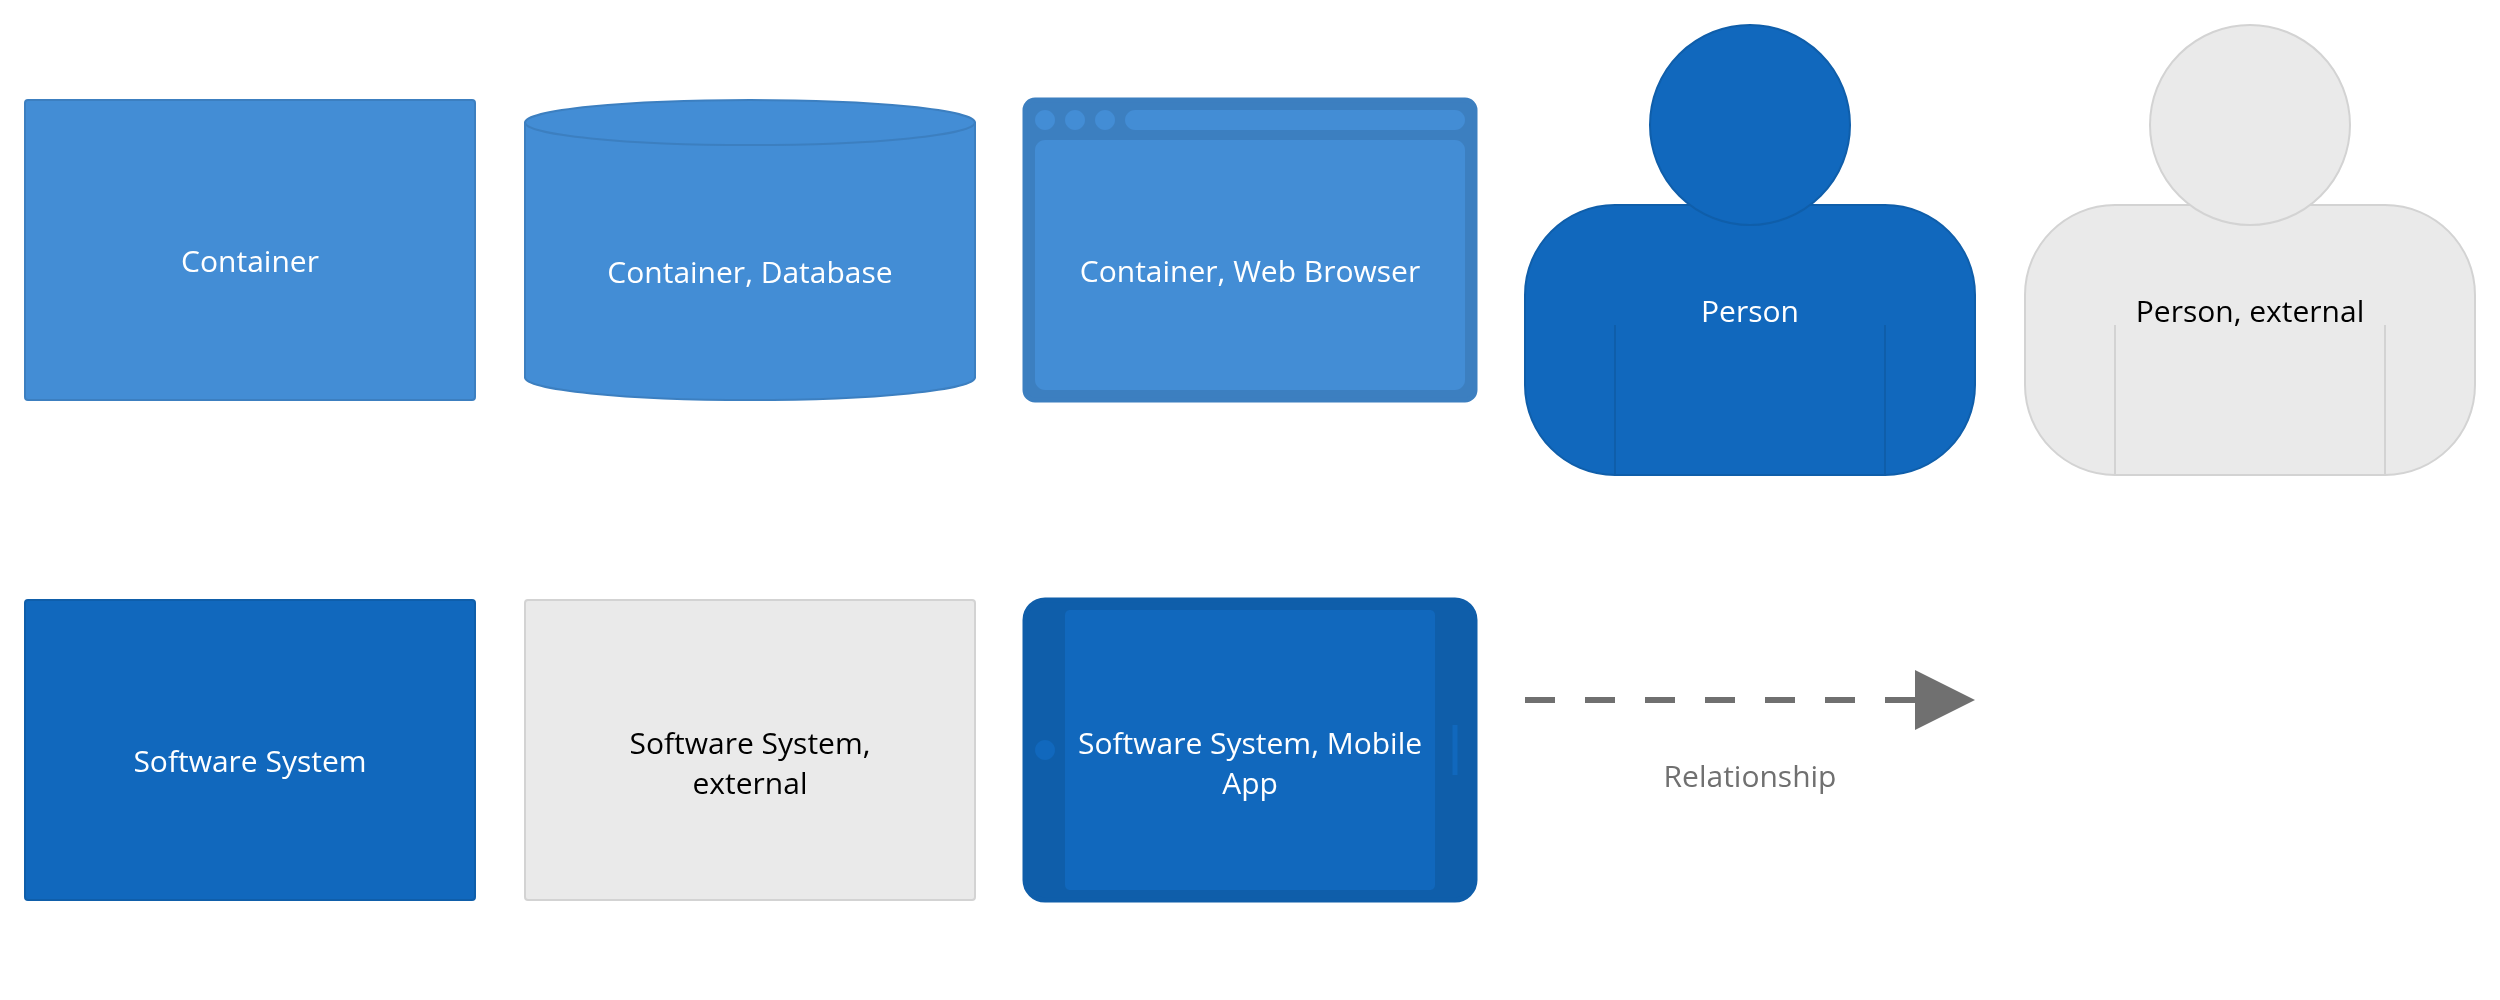 Container
Container, Database
Container, Web Browser
Person
Person, external
Software System
Software System,
external
Software System, Mobile
App
Relationship